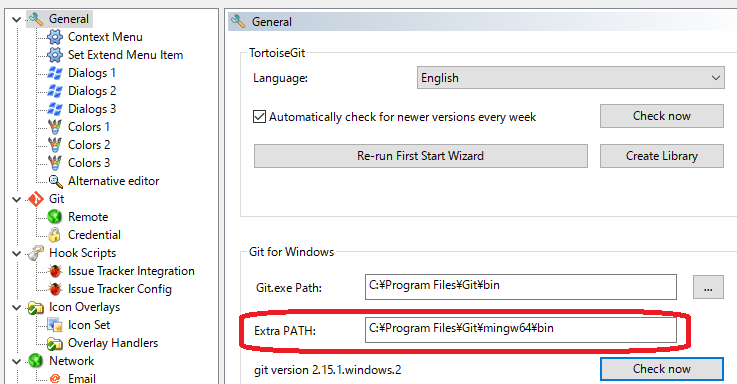 General
Context Menu
Set Extend Menu Item
Dialogs 1
Dialogs 2
Dialogs 3
Colors 1
Colors 2
Colors 3
Alternative editor
Git
Remote
Credential
Hook Scripts
Issue Tracker Integration
Issue Tracker Config
Icon Overlays
Icon Set
Overlay Handlers
Network
Email
General
TortoiseGit
Language: English
Automatically check for newer versions every week Check now
Re-run First Start Wizard Create Library
Git for Windows
Git.exe Path: C:¥Program Files¥Git¥bin ...
Extra PATH: C:¥Program Files¥Git¥mingw64¥bin
git version 2.15.1.windows.2 Check now